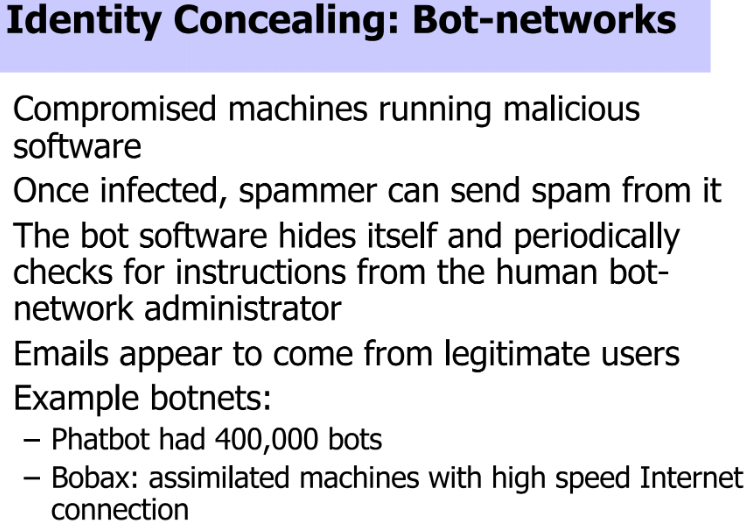 Identity Concealing: Bot-networks
Compromised machines running malicious
software
Once infected, spammer can send spam from it
The bot software hides itself and periodically
checks for instructions from the human bot-
network administrator
Emails appear to come from legitimate users
Example botnets:
– Phatbot had 400,000 bots
– Bobax: assimilated machines with high speed Internet
connection